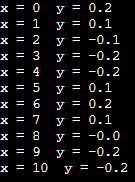 x = 0  y = 0.2
x = 1  y = 0.1
x = 2  y = -0.1
x = 3  y = -0.2
x = 4  y = -0.2
x = 5  y = 0.1
x = 6  y = 0.2
x = 7  y = 0.1
x = 8  y = -0.0
x = 9  y = -0.2
x = 10  y = -0.2